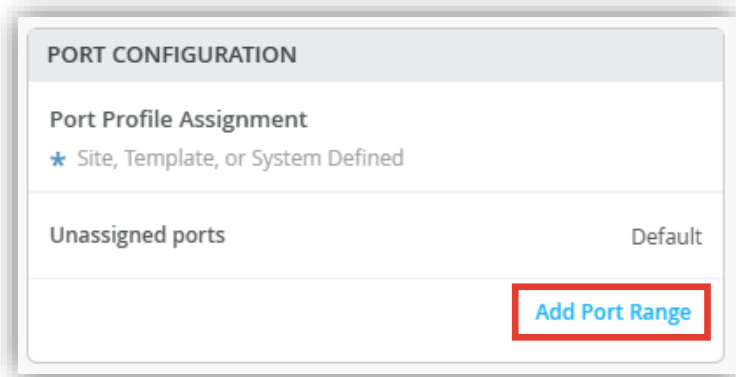 PORT CONFIGURATION
Port Profile Assignment
* Site, Template, or System Defined
Unassigned ports Default
Add Port Range